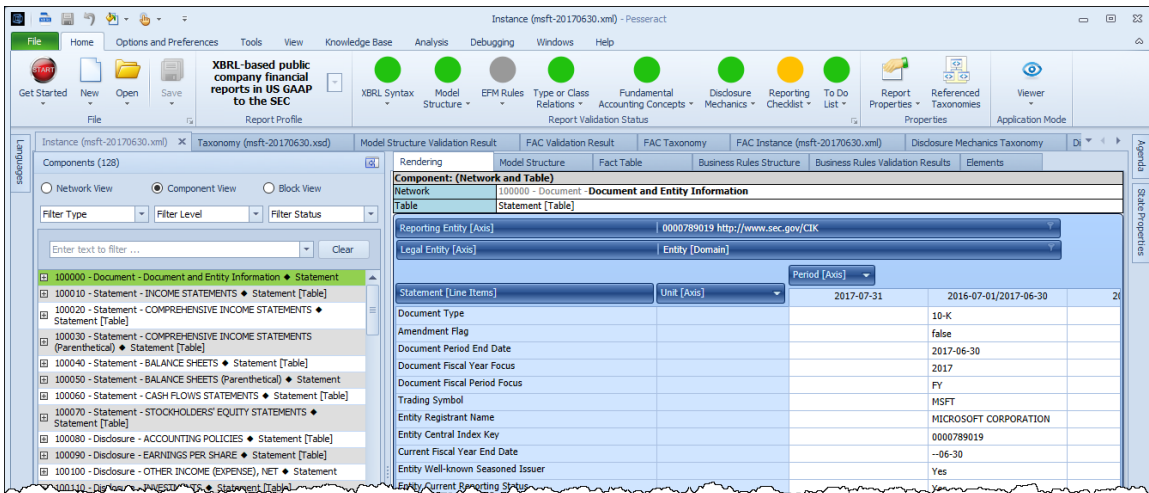 Instance (msft-20170630.xml) - Pesseract
File Home Options and Preferences Tools View Knowledge Base Analysis Debugging Windows Help
START
Get Started New Open Save
File
XBRL-based public
company financial
reports in US GAAP
to the SEC
Report Profile
XBRL Syntax Model Structure EFM Rules Type or Class Relations Fundamental Accounting Concepts Disclosure Mechanics Reporting Checklist To Do List
Report Validation Status
Report Properties Referenced Taxonomies
Properties
Viewer
Application Mode
Languages
Instance (msft-20170630.xml) Taxonomy (msft-20170630.xsd) Model Structure Validation Result FAC Validation Result FAC Taxonomy FAC Instance (msft-20170630.xml) Disclosure Mechanics Taxonomy Di
Agenda
State Properties
Components (128)
Network View Component View Block View
Filter Type Filter Level Filter Status
Enter text to filter ... Clear
100000 - Document - Document and Entity Information ◆ Statement
100010 - Statement - INCOME STATEMENTS ◆ Statement [Table]
100020 - Statement - COMPREHENSIVE INCOME STATEMENTS ◆
Statement [Table]
100030 - Statement - COMPREHENSIVE INCOME STATEMENTS
(Parenthetical) ◆ Statement [Table]
100040 - Statement - BALANCE SHEETS ◆ Statement [Table]
100050 - Statement - BALANCE SHEETS (Parenthetical) ◆ Statement
100060 - Statement - CASH FLOWS STATEMENTS ◆ Statement [Table]
100070 - Statement - STOCKHOLDERS' EQUITY STATEMENTS ◆
Statement [Table]
100080 - Disclosure - ACCOUNTING POLICIES ◆ Statement [Table]
100090 - Disclosure - EARNINGS PER SHARE ◆ Statement [Table]
100100 - Disclosure - OTHER INCOME (EXPENSE), NET ◆ Statement
100110 - Disclosure - INVESTMENTS ◆ Statement [Table]
Rendering Model Structure Fact Table Business Rules Structure Business Rules Validation Results Elements
Component: (Network and Table)
Network 100000 - Document - Document and Entity Information
Table Statement [Table]
Reporting Entity [Axis] 0000789019 http://www.sec.gov/CIK
Legal Entity [Axis] Entity [Domain]
Period [Axis]
Statement [Line Items] Unit [Axis] 2017-07-31 2016-07-01/2017-06-30 20
Document Type 10-K
Amendment Flag false
Document Period End Date 2017-06-30
Document Fiscal Year Focus 2017
Document Fiscal Period Focus FY
Trading Symbol MSFT
Entity Registrant Name MICROSOFT CORPORATION
Entity Central Index Key 0000789019
Current Fiscal Year End Date --06-30
Entity Well-known Seasoned Issuer Yes
Entity Current Reporting Status Yes